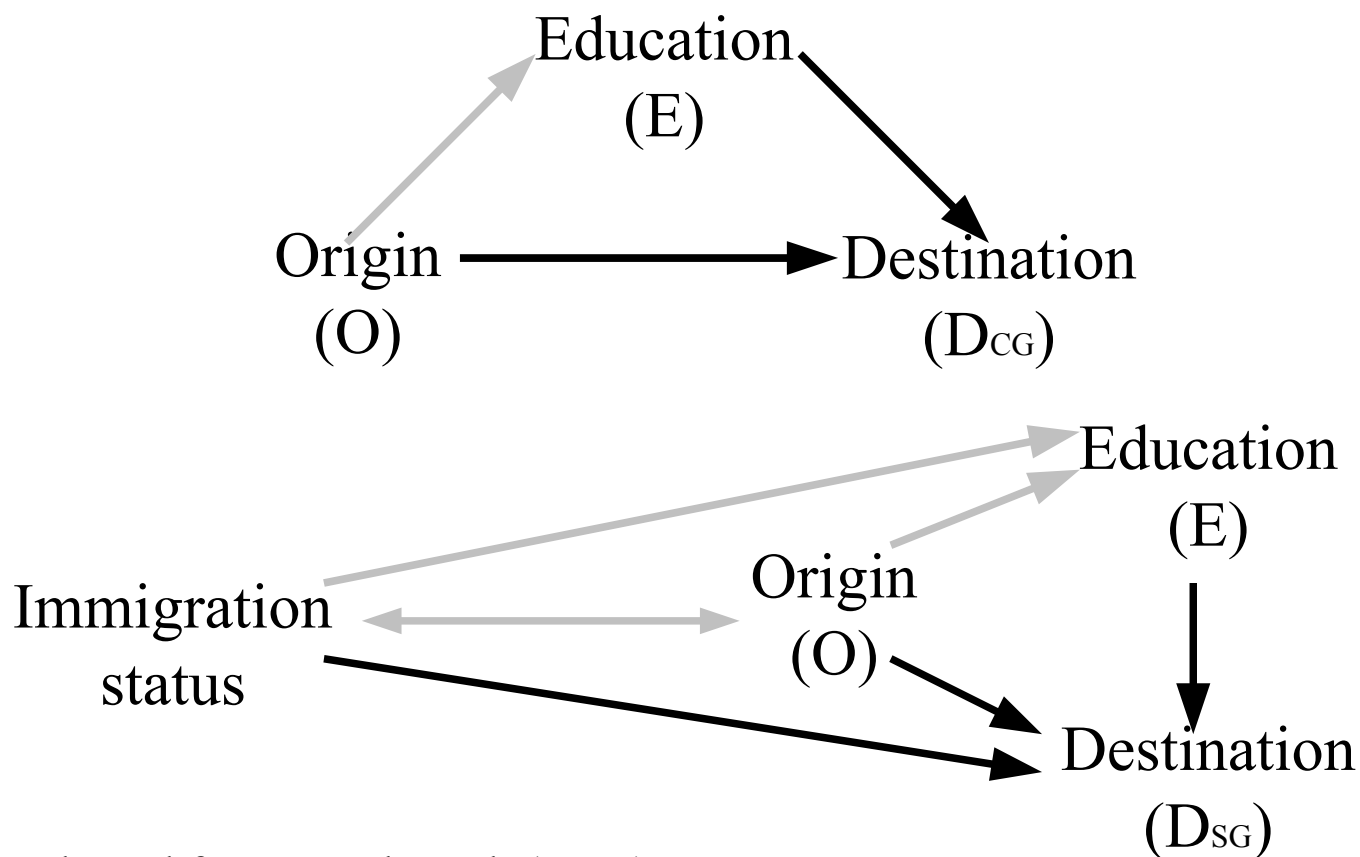 Education
(E)
Origin
(O)
Destination
(DCG)
Education
(E)
Origin
(O)
Immigration
status
Destination
(DSG)